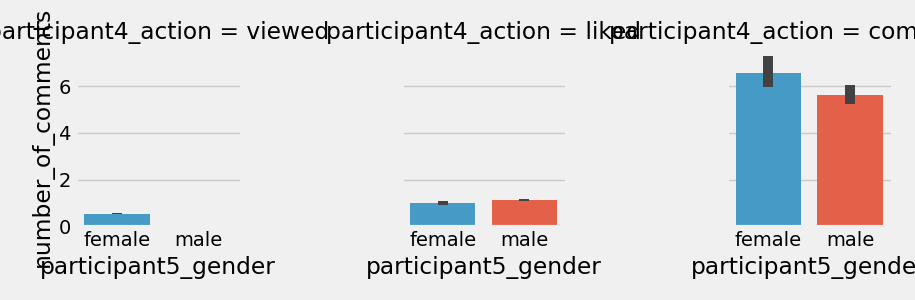 participant4_action = viewed
participant4_action = liked
participant4_action = com
number_of_comments
6
4
2
0
female male
female male
female male
participant5_gender
participant5_gender
participant5_gende